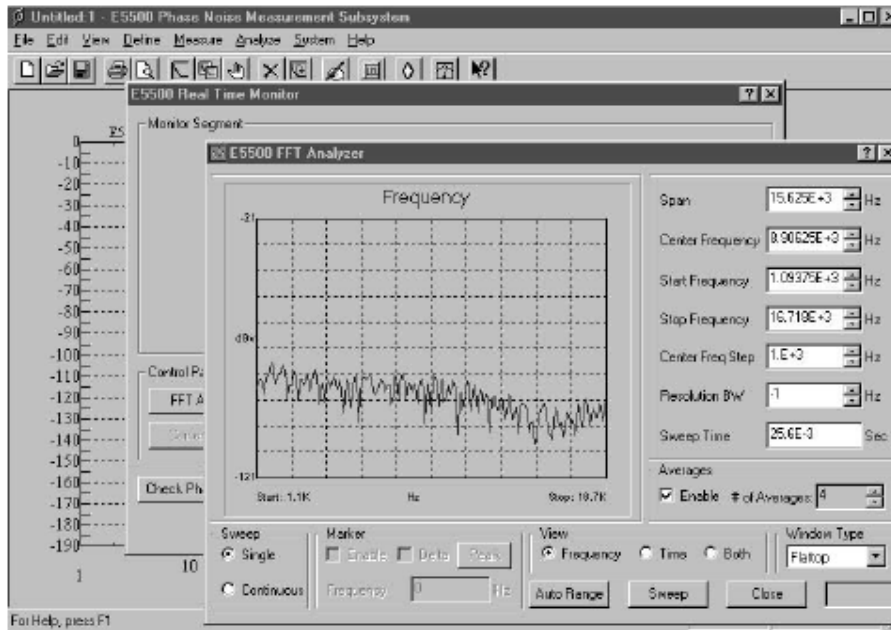 Untitled:1 - E5500 Phase Noise Measurement Subsystem
File Edit View Define Measure Analyze System Help
E5500 Real Time Monitor
Monitor Segment
E5500 FFT Analyzer
E5
0
-10
-20
-30
-40
-50
-60
-70
-80
-90
-100
-110
-120
-130
-140
-150
-160
-170
-180
-190
1
10
Control Pa
FFT A
Check Ph
Frequency
-21
dBv
-121
Start: 1.1K
Hz
Span 15.625E+3 Hz
Center Frequency 8.90625E+3 Hz
Start Frequency 1.09375E+3 Hz
Stop Frequency 16.718E+3 Hz
Center Freq Step 1.E+3 Hz
Resolution BW -1 Hz
Sweep Time 25.6E-3 Sec
Averages
Enable # of Averages: 4
Sweep
Single
Continuous
Marker
Enable Delta Peak
Frequency 0 Hz
View
Frequency Time Both
Window Type
Flattop
Auto Range Sweep Close
For Help, press F1